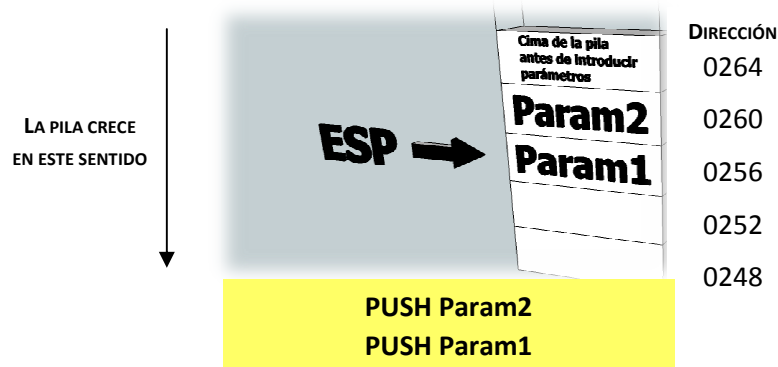 DIRECCIÓN
Cima de la pila
antes de introducir
parámetros
0264
Param2
0260
LA PILA CRECE
EN ESTE SENTIDO
ESP
Param1
0256
0252
0248
PUSH Param2
PUSH Param1